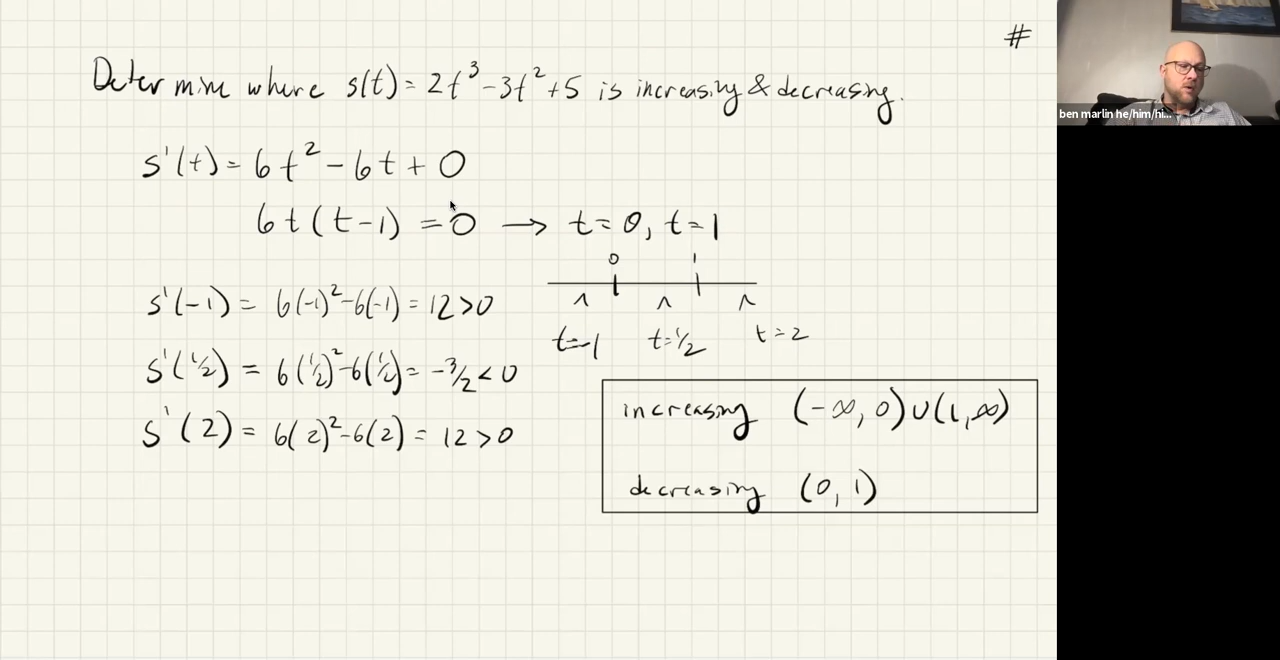 #
Determine where s(t) = 2t³ - 3t² + 5 is increasing & decreasing.
ben marlin he/him/hi...
s'(t) = 6t² - 6t + 0
6t(t-1) = 0 → t = 0, t = 1
0 1
t=-1 t=1/2 t=2
s'(-1) = 6(-1)² - 6(-1) = 12 > 0
s'(1/2) = 6(1/2)² - 6(1/2) = -3/2 < 0
s'(2) = 6(2)² - 6(2) = 12 > 0
increasing (-∞, 0) ∪ (1, ∞)
decreasing (0, 1)